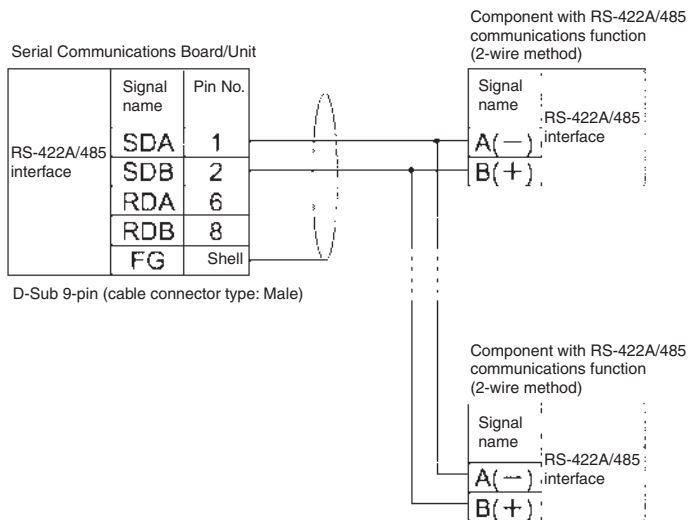 Component with RS-422A/485
communications function
(2-wire method)
Serial Communications Board/Unit
Signal
name
Pin No.
RS-422A/485
interface
SDA 1
SDB 2
RDA 6
RDB 8
FG Shell
D-Sub 9-pin (cable connector type: Male)
Signal
name
RS-422A/485
interface
A(－)
B(＋)
Component with RS-422A/485
communications function
(2-wire method)
Signal
name
RS-422A/485
interface
A(－)
B(＋)